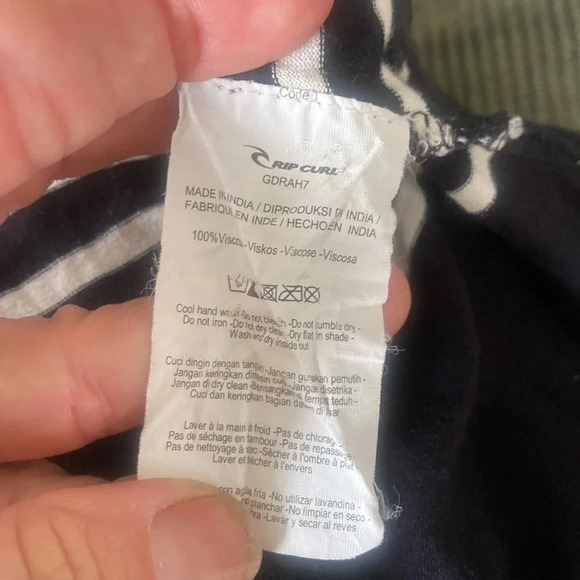 Code 1
RIP CURL
GDRAH7
MADE IN INDIA / DIPRODUKSI DI INDIA /
FABRIQUE EN INDE / HECHO EN INDIA
100%Viscose -Viskos -Viscose -Viscosa
Cool hand wash -Do not bleach -Do not tumble dry -
Do not iron -Do not dry clean -Dry flat in shade -
Wash and dry inside out
Cuci dingin dengan tangan -Jangan gunakan pemutih -
Jangan keringkan dimesin cuci -Jangan disetrika -
Jangan di dry clean -Bentangkan di tempat teduh -
Cuci dan keringkan bagian dalam di luar
Laver à la main à froid -Pas de chlorage -
Pas de séchage en tambour -Pas de repassage -
Pas de nettoyage à sec -Sécher à l'ombre à plat -
Laver et sécher à l'envers
con agua fria -No utilizar lavandina -
planchar -No limpiar en seco -
-Lavar y secar al reves